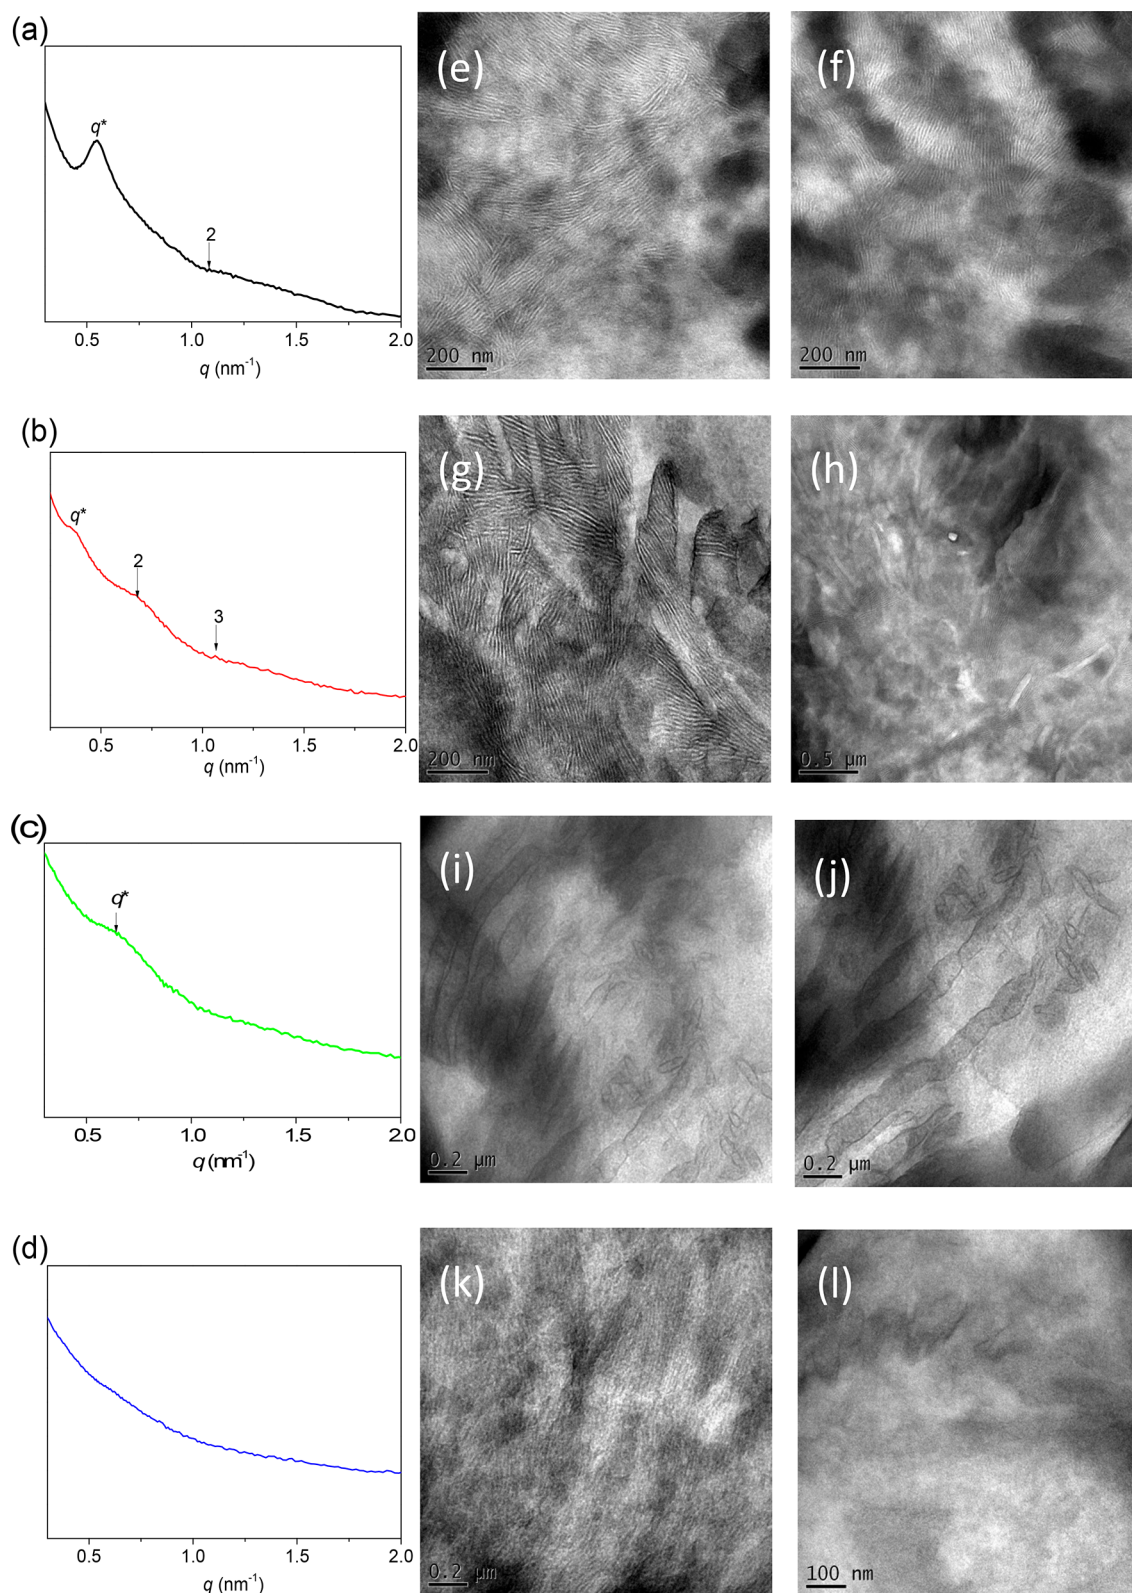 (a)
q*
2
0.5 1.0 1.5 2.0
q (nm-1)
(e)
200 nm
(f)
200 nm
(b)
q*
2
3
0.5 1.0 1.5 2.0
q (nm-1)
(g)
200 nm
(h)
0.5 μm
(c)
q*
0.5 1.0 1.5 2.0
q (nm-1)
(i)
0.2 μm
(j)
0.2 μm
(d)
0.5 1.0 1.5 2.0
q (nm-1)
(k)
0.2 μm
(l)
100 nm